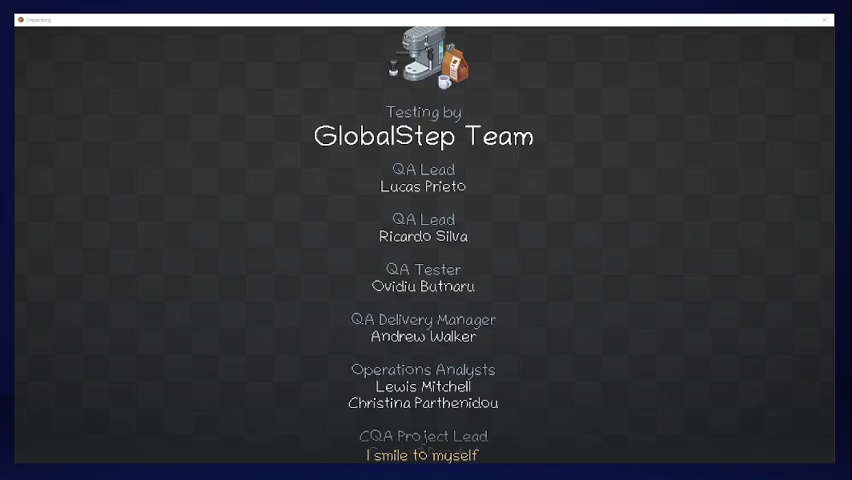 Unpacking
Testing by
GlobalStep Team
QA Lead
Lucas Prieto
QA Lead
Ricardo Silva
QA Tester
Ovidiu Butnaru
QA Delivery Manager
Andrew Walker
Operations Analysts
Lewis Mitchell
Christina Parthenidou
CQA Project Lead
I smile to myself